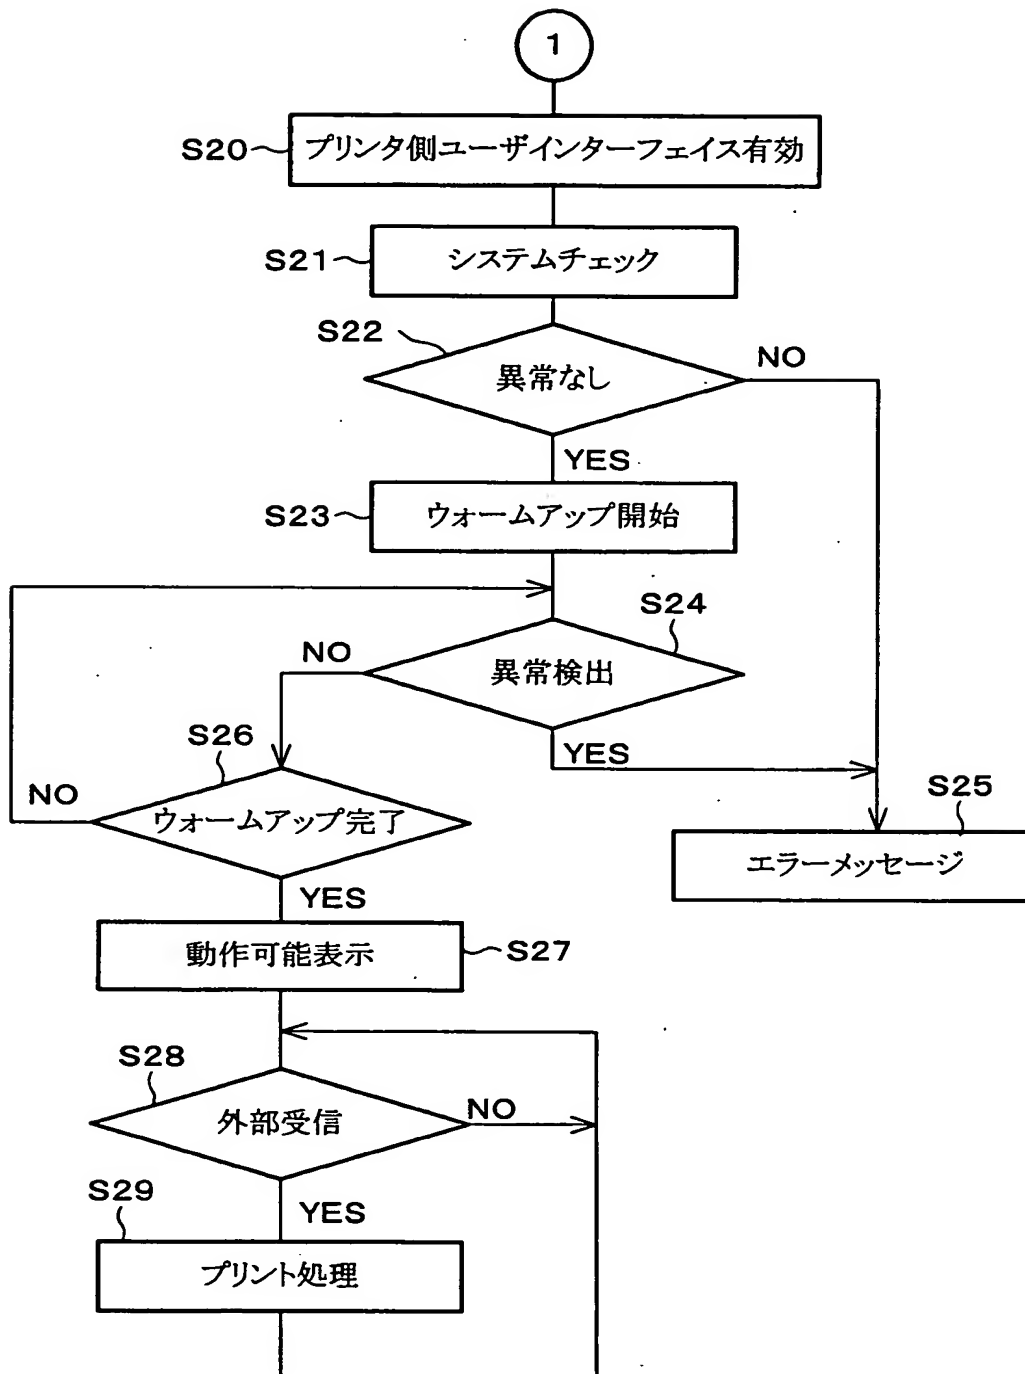 1
S20 プリンタ側ユーザインターフェイス有効
S21 システムチェック
S22
異常なし
NO
YES
S23 ウォームアップ開始
S24
NO
異常検出
YES
S26
NO
ウォームアップ完了
S25
エラーメッセージ
YES
動作可能表示 S27
S28
外部受信
NO
S29
YES
プリント処理